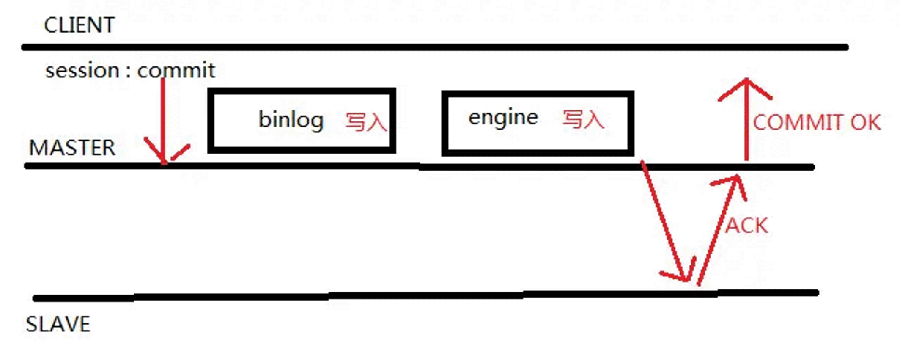 CLIENT
session : commit
binlog 写入
engine 写入
COMMIT OK
MASTER
ACK
SLAVE